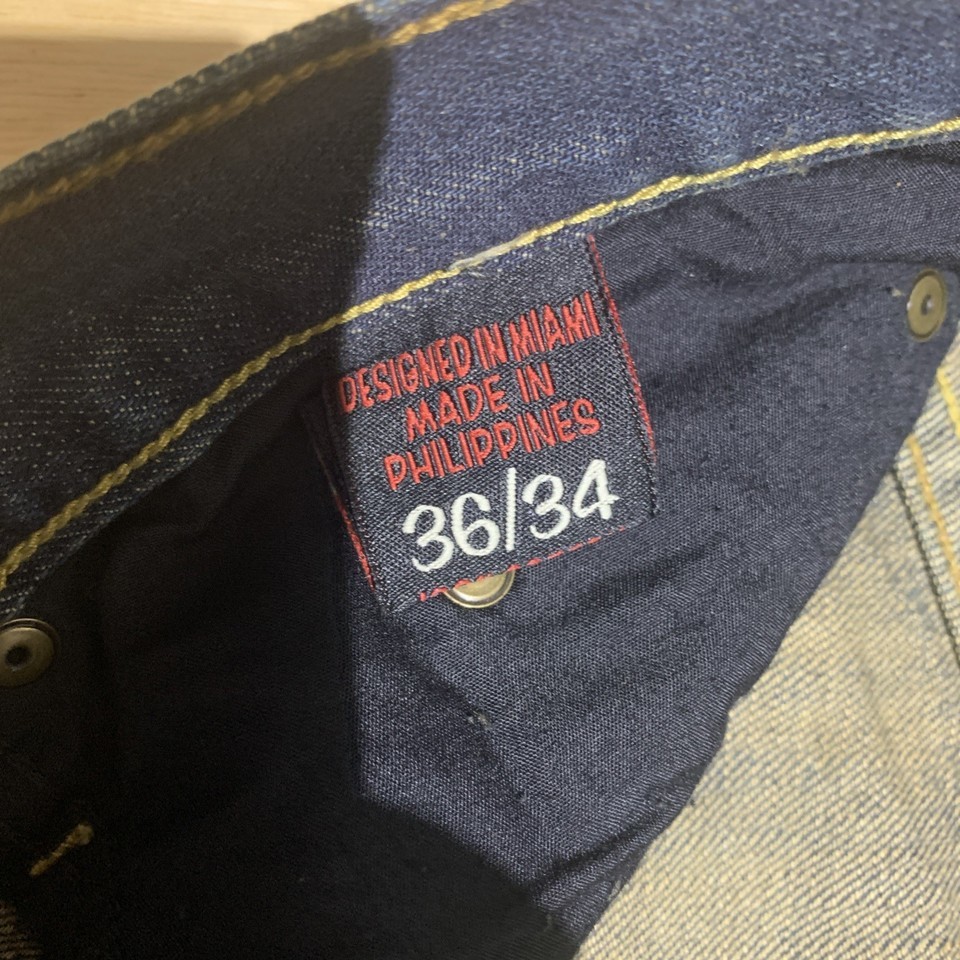 DESIGNED IN MIAMI
MADE IN
PHILIPPINES
36/34